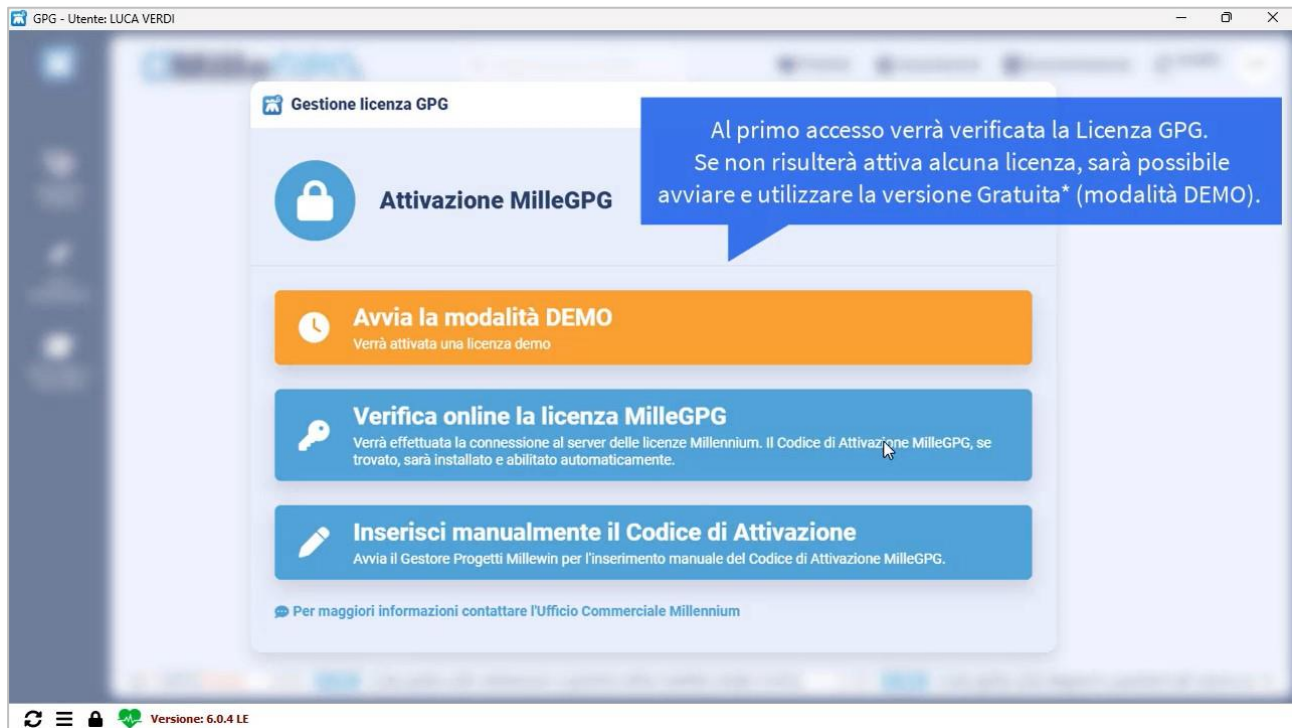 GPG - Utente: LUCA VERDI
Gestione licenza GPG
Al primo accesso verrà verificata la Licenza GPG.
Se non risulterà attiva alcuna licenza, sarà possibile
avviare e utilizzare la versione Gratuita* (modalità DEMO).
Attivazione MilleGPG
Avvia la modalità DEMO
Verrà attivata una licenza demo
Verifica online la licenza MilleGPG
Verrà effettuata la connessione al server delle licenze Millennium. Il Codice di Attivazione MilleGPG, se
trovato, sarà installato e abilitato automaticamente.
Inserisci manualmente il Codice di Attivazione
Avvia il Gestore Progetti Millewin per l'inserimento manuale del Codice di Attivazione MilleGPG.
Per maggiori informazioni contattare l'Ufficio Commerciale Millennium
Versione: 6.0.4 LE